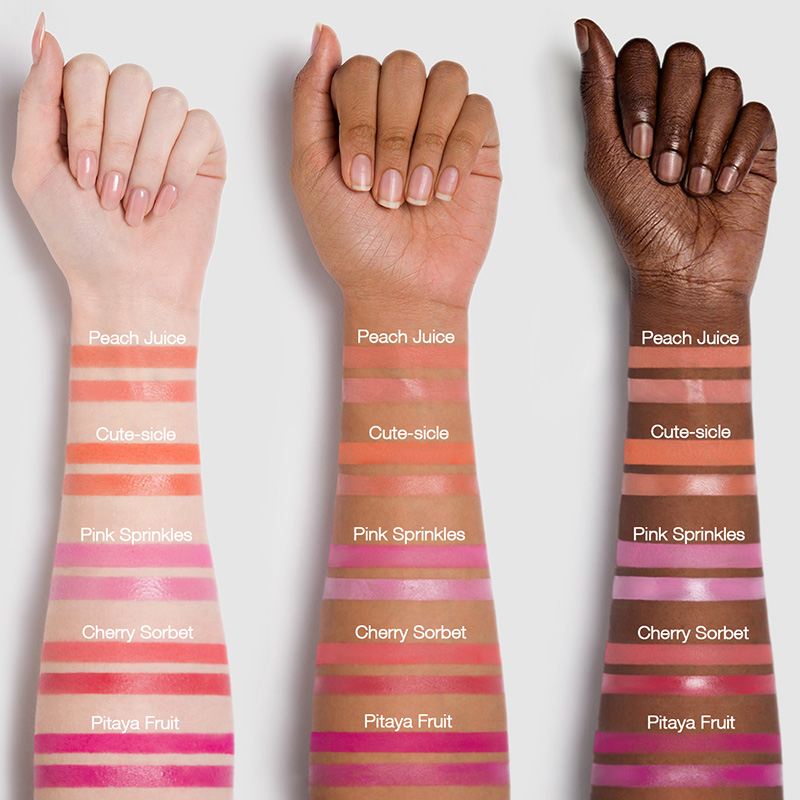 Peach Juice
Peach Juice
Peach Juice
Cute-sicle
Cute-sicle
Cute-sicle
Pink Sprinkles
Pink Sprinkles
Pink Sprinkles
Cherry Sorbet
Cherry Sorbet
Cherry Sorbet
Pitaya Fruit
Pitaya Fruit
Pitaya Fruit